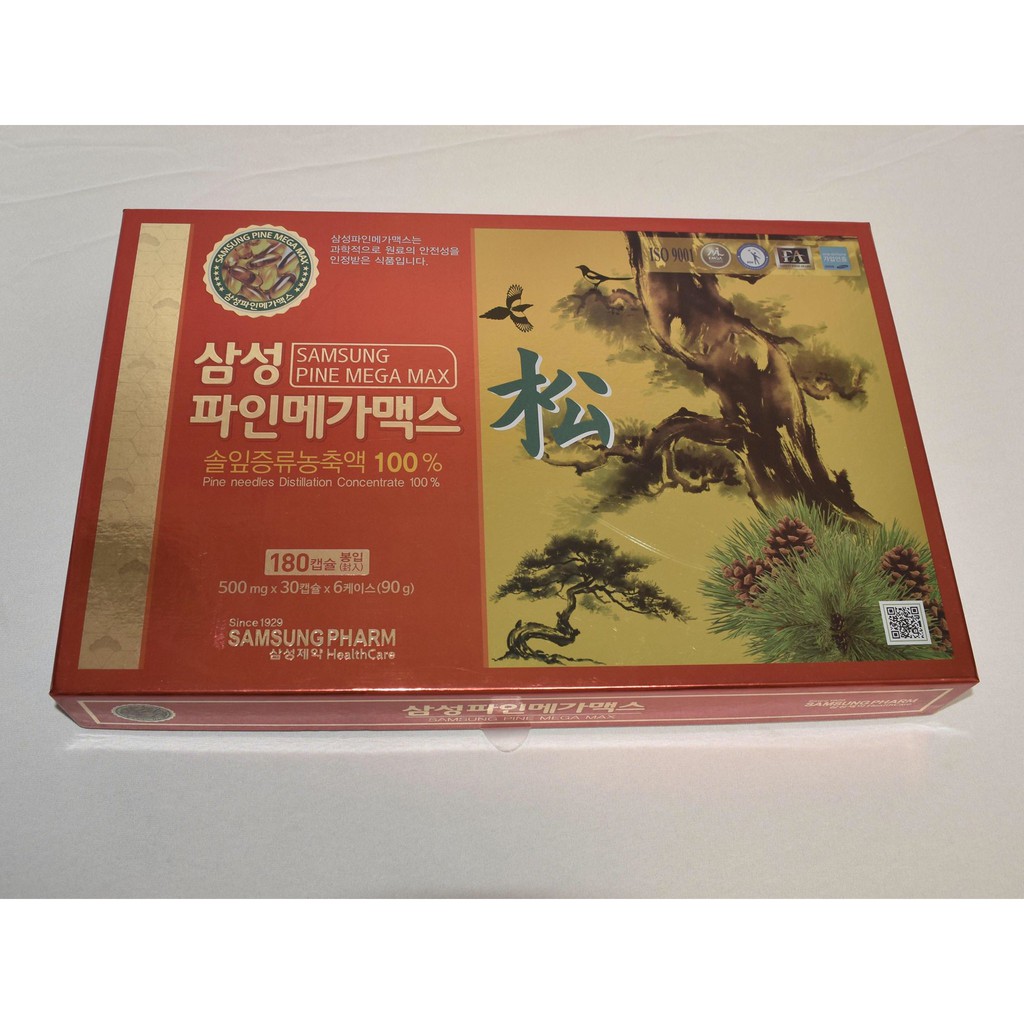 SAMSUNG PINE MEGA MAX
삼성파인메가맥스
삼성파인메가맥스는
과학적으로 원료의 안전성을
인정받은 식품입니다.
ISO 9001
FA
삼성
SAMSUNG
PINE MEGA MAX
파인메가맥스
솔잎증류농축액 100%
Pine needles Distillation Concentrate 100%
松
180캡슐 봉입
(封入)
500 mg x 30캡슐 x 6케이스(90 g)
Since 1929
SAMSUNG PHARM
삼성제약 HealthCare
삼성파인메가맥스
SAMSUNG PINE MEGA MAX
SAMSUNG PHARM